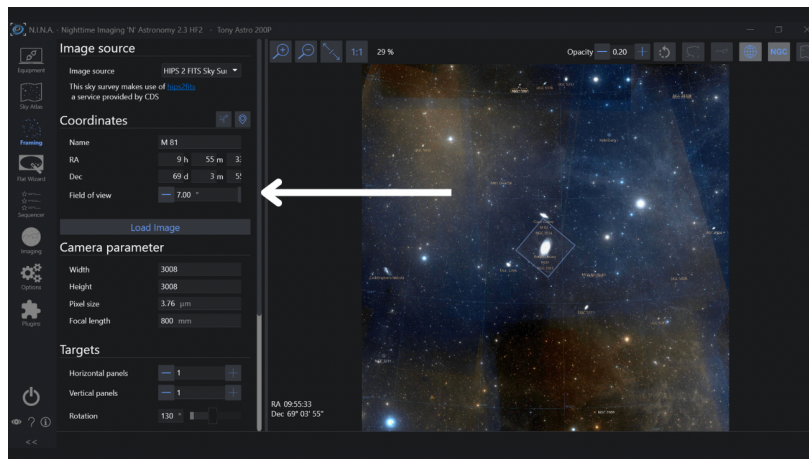 N.I.N.A. - Nighttime Imaging 'N' Astronomy 2.3 HF2 - Tony Astro 200P
Equipment
Sky Atlas
Framing
Flat Wizard
Sequencer
Imaging
Options
Plugins
<<
Image source
Image source HIPS 2 FITS Sky Sur
This sky survey makes use of hips2fits
a service provided by CDS
Coordinates
Name M 81
RA 9 h 55 m 33
Dec 69 d 3 m 55
Field of view 7.00 °
Load Image
Camera parameter
Width 3008
Height 3008
Pixel size 3.76 µm
Focal length 800 mm
Targets
Horizontal panels 1
Vertical panels 1
Rotation 130 °
1:1 29 % Opacity 0.20 NGC
RA 09:55:33
Dec 69° 03' 55"